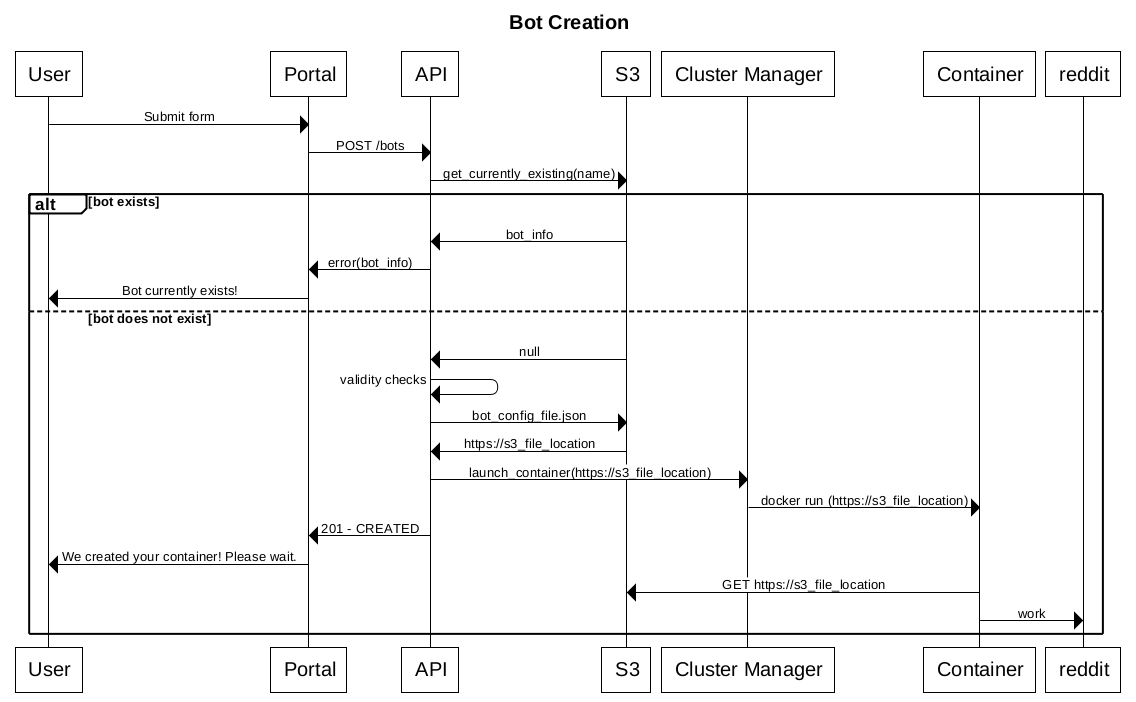 Bot Creation
User
Portal
API
S3
Cluster Manager
Container
reddit
Submit form
POST /bots
get_currently_existing(name)
alt [bot exists]
bot_info
error(bot_info)
Bot currently exists!
[bot does not exist]
null
validity checks
bot_config_file.json
https://s3_file_location
launch_container(https://s3_file_location)
docker run (https://s3_file_location)
201 - CREATED
We created your container! Please wait.
GET https://s3_file_location
work
User
Portal
API
S3
Cluster Manager
Container
reddit